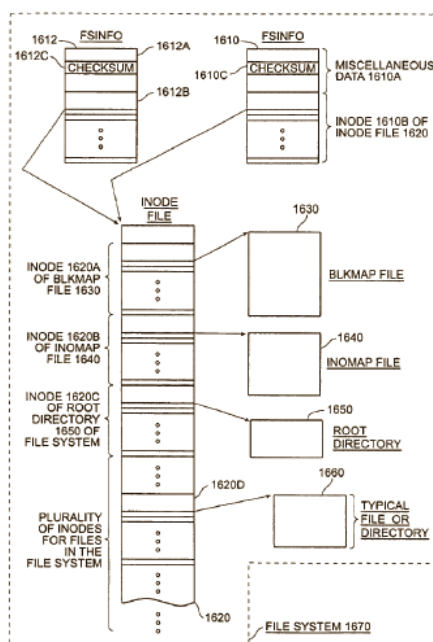 1612
FSINFO
1612A
1612C
CHECKSUM
1612B
1610
FSINFO
1610C
CHECKSUM
MISCELLANEOUS
DATA 1610A
INODE 1610B OF
INODE FILE 1620
INODE
FILE
INODE 1620A
OF BLKMAP
FILE 1630
1630
BLKMAP FILE
INODE 1620B
OF INOMAP
FILE 1640
1640
INOMAP FILE
INODE 1620C
OF ROOT
DIRECTORY
1650 OF
FILE SYSTEM
1650
ROOT
DIRECTORY
1620D
PLURALITY
OF INODES
FOR FILES
IN THE
FILE SYSTEM
1660
TYPICAL
FILE OR
DIRECTORY
1620
FILE SYSTEM 1670